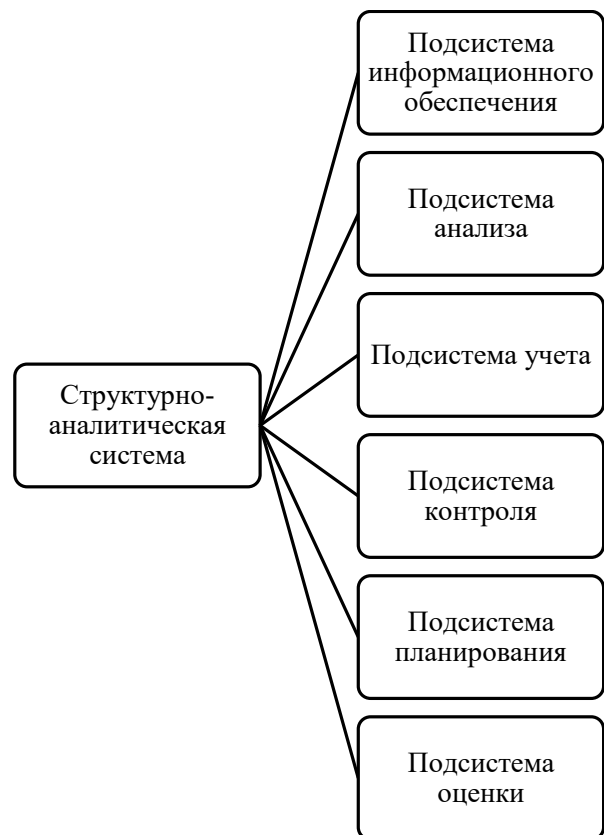 Структурно-
аналитическая
система
Подсистема
информационного
обеспечения
Подсистема
анализа
Подсистема учета
Подсистема
контроля
Подсистема
планирования
Подсистема
оценки